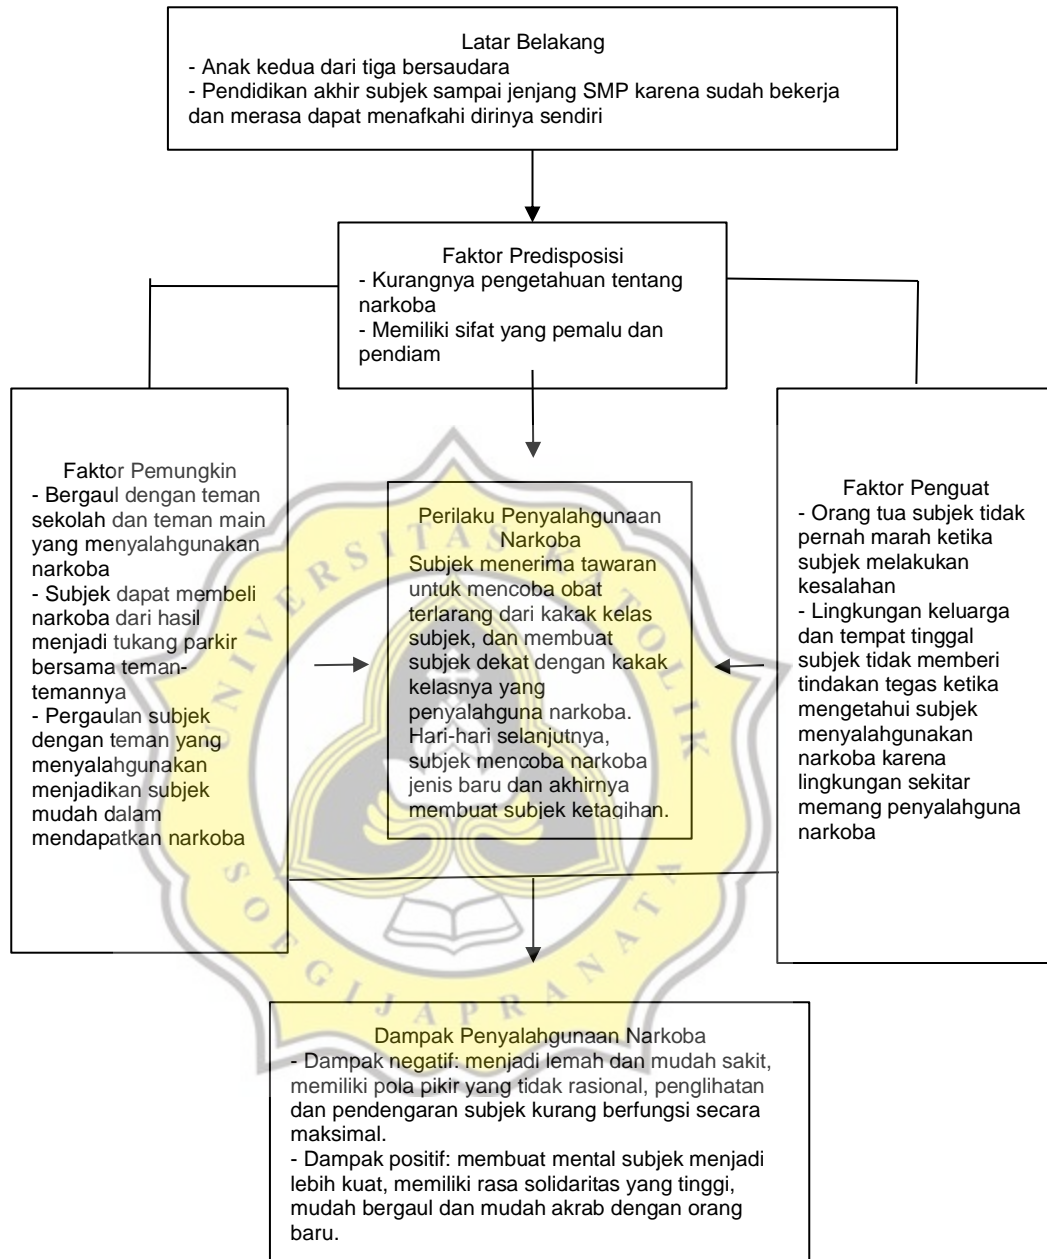 Latar Belakang
- Anak kedua dari tiga bersaudara
- Pendidikan akhir subjek sampai jenjang SMP karena sudah bekerja
dan merasa dapat menafkahi dirinya sendiri
Faktor Predisposisi
- Kurangnya pengetahuan tentang
narkoba
- Memiliki sifat yang pemalu dan
pendiam
Faktor Pemungkin
- Bergaul dengan teman
sekolah dan teman main
yang menyalahgunakan
narkoba
- Subjek dapat membeli
narkoba dari hasil
menjadi tukang parkir
bersama teman-
temannya
- Pergaulan subjek
dengan teman yang
menyalahgunakan
menjadikan subjek
mudah dalam
mendapatkan narkoba
Perilaku Penyalahgunaan
Narkoba
Subjek menerima tawaran
untuk mencoba obat
terlarang dari kakak kelas
subjek, dan membuat
subjek dekat dengan kakak
kelasnya yang
penyalahguna narkoba.
Hari-hari selanjutnya,
subjek mencoba narkoba
jenis baru dan akhirnya
membuat subjek ketagihan.
Faktor Penguat
- Orang tua subjek tidak
pernah marah ketika
subjek melakukan
kesalahan
- Lingkungan keluarga
dan tempat tinggal
subjek tidak memberi
tindakan tegas ketika
mengetahui subjek
menyalahgunakan
narkoba karena
lingkungan sekitar
memang penyalahguna
narkoba
UNIVERSITAS KATOLIK
SOEGIJAPRANATA
Dampak Penyalahgunaan Narkoba
- Dampak negatif: menjadi lemah dan mudah sakit,
memiliki pola pikir yang tidak rasional, penglihatan
dan pendengaran subjek kurang berfungsi secara
maksimal.
- Dampak positif: membuat mental subjek menjadi
lebih kuat, memiliki rasa solidaritas yang tinggi,
mudah bergaul dan mudah akrab dengan orang
baru.